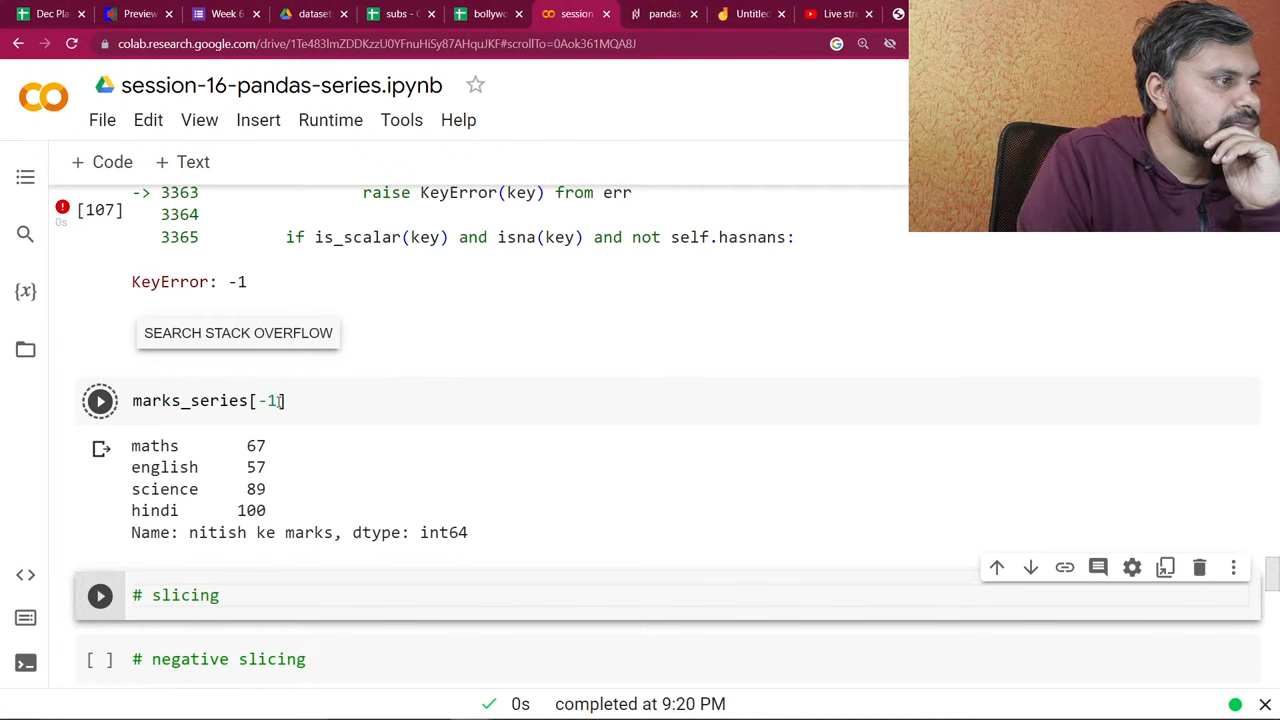 Dec Pla
Preview
Week 6
dataset
subs - G
bollyw
session
pandas
Untitle
Live stre
colab.research.google.com/drive/1Te483lmZDDKzzU0YFnuHiSy87AHquJKF#scrollTo=0Aok361MQA8J
session-16-pandas-series.ipynb
File Edit View Insert Runtime Tools Help
+ Code + Text
-> 3363 raise KeyError(key) from err
[107] 3364
0s
3365 if is_scalar(key) and isna(key) and not self.hasnans:
KeyError: -1
SEARCH STACK OVERFLOW
marks_series[-1]
maths 67
english 57
science 89
hindi 100
Name: nitish ke marks, dtype: int64
# slicing
[ ] # negative slicing
0s completed at 9:20 PM